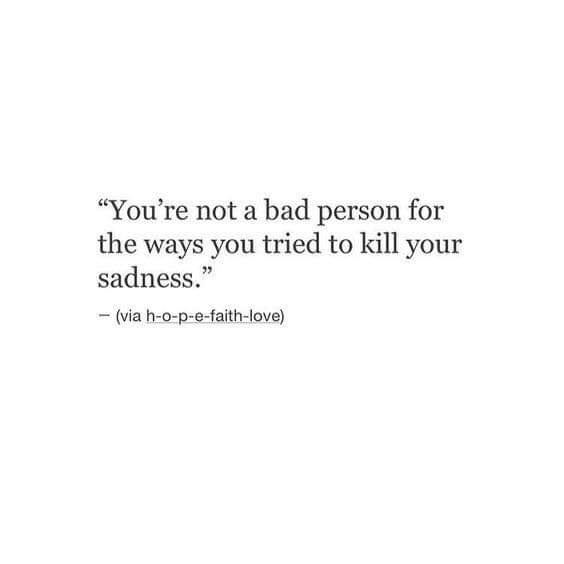 “You’re not a bad person for
the ways you tried to kill your
sadness.”
— (via h-o-p-e-faith-love)